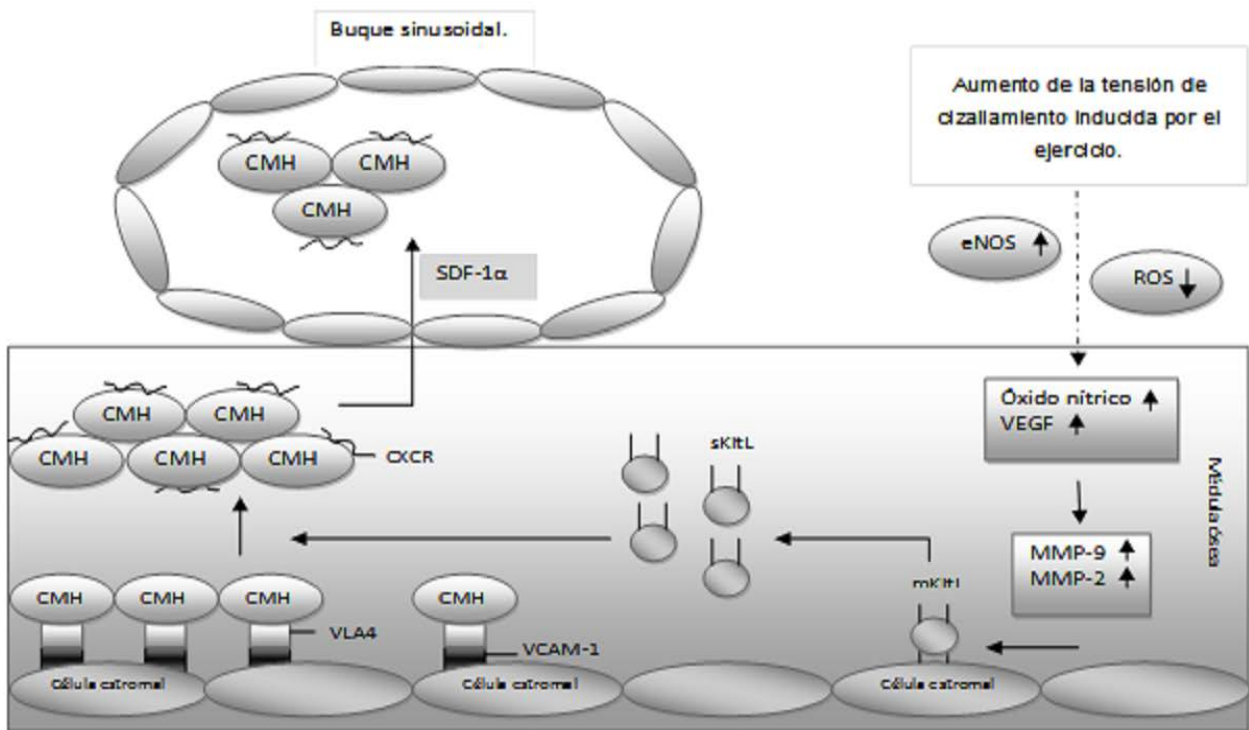 Buque sinusoidal.
Aumento de la tensión de
cizallamiento inducida por el
ejercicio.
CMH
CMH
CMH
eNOS
ROS
SDF-1α
CMH
CMH
CMH
CMH
CMH
CXCR
sKitL
Óxido nítrico
VEGF
Médula ósea
MMP-9
MMP-2
mKitL
CMH
CMH
CMH
CMH
VLA4
VCAM-1
Célula estromal
Célula estromal
Célula estromal